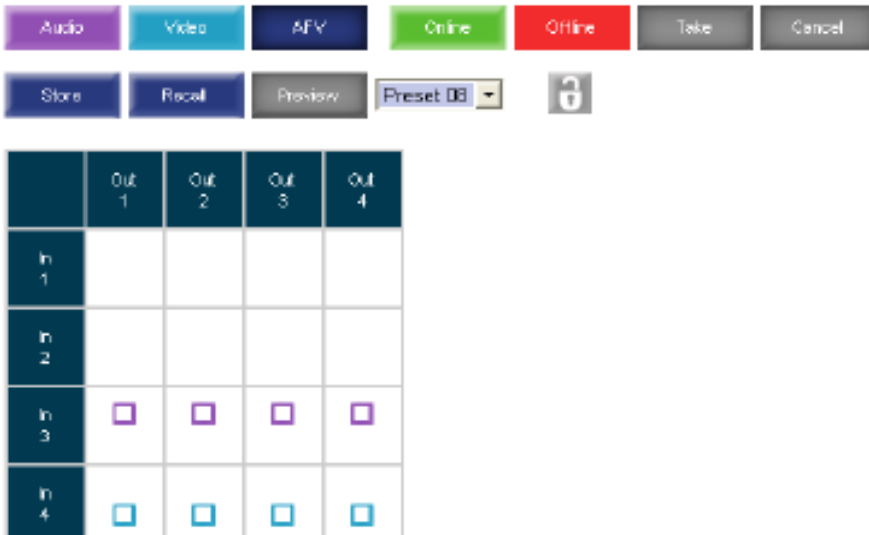 Audio Video AFV Online Offline Take Cancel
Store Recall Preview Preset 08
Out 1 Out 2 Out 3 Out 4
In 1
In 2
In 3
In 4